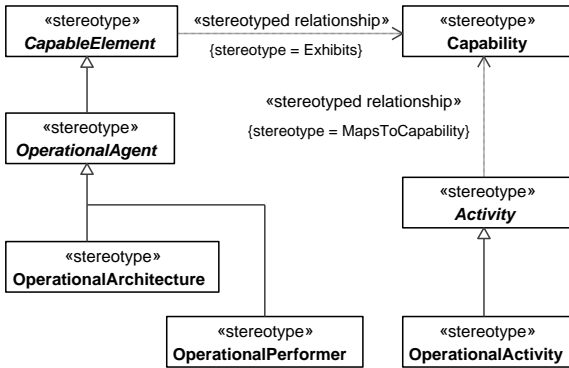 «stereotype»
CapableElement
«stereotyped relationship»
{stereotype = Exhibits}
«stereotype»
Capability
«stereotyped relationship»
{stereotype = MapsToCapability}
«stereotype»
OperationalAgent
«stereotype»
Activity
«stereotype»
OperationalArchitecture
«stereotype»
OperationalPerformer
«stereotype»
OperationalActivity